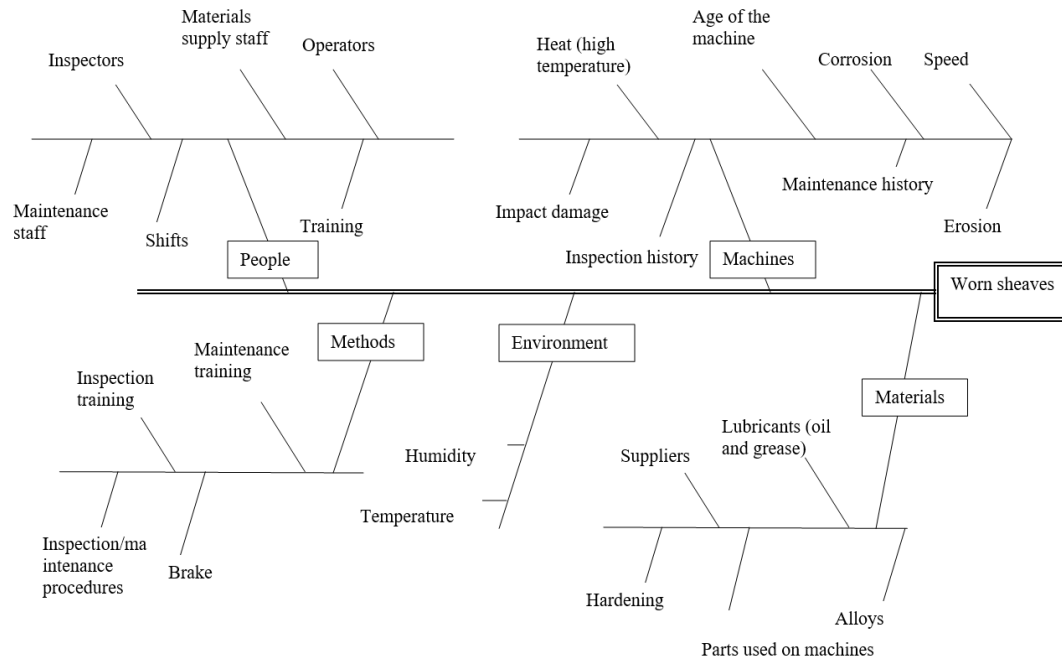 Materials
supply staff
Operators
Inspectors
Heat (high
temperature)
Age of the
machine
Corrosion
Speed
Maintenance
staff
Shifts
Training
People
Impact damage
Inspection history
Machines
Maintenance history
Erosion
Worn sheaves
Methods
Environment
Materials
Maintenance
training
Inspection
training
Inspection/ma
intenance
procedures
Brake
Humidity
Temperature
Suppliers
Lubricants (oil
and grease)
Hardening
Parts used on machines
Alloys